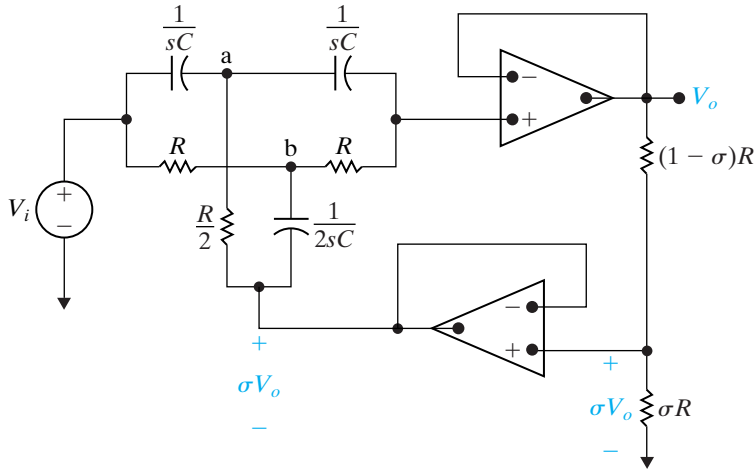 1/sC
a
1/sC
−
+
V_o
R
b
R
(1 − σ)R
V_i
+
−
R/2
1/2sC
−
+
+
σV_o
−
+
σV_o
−
σR